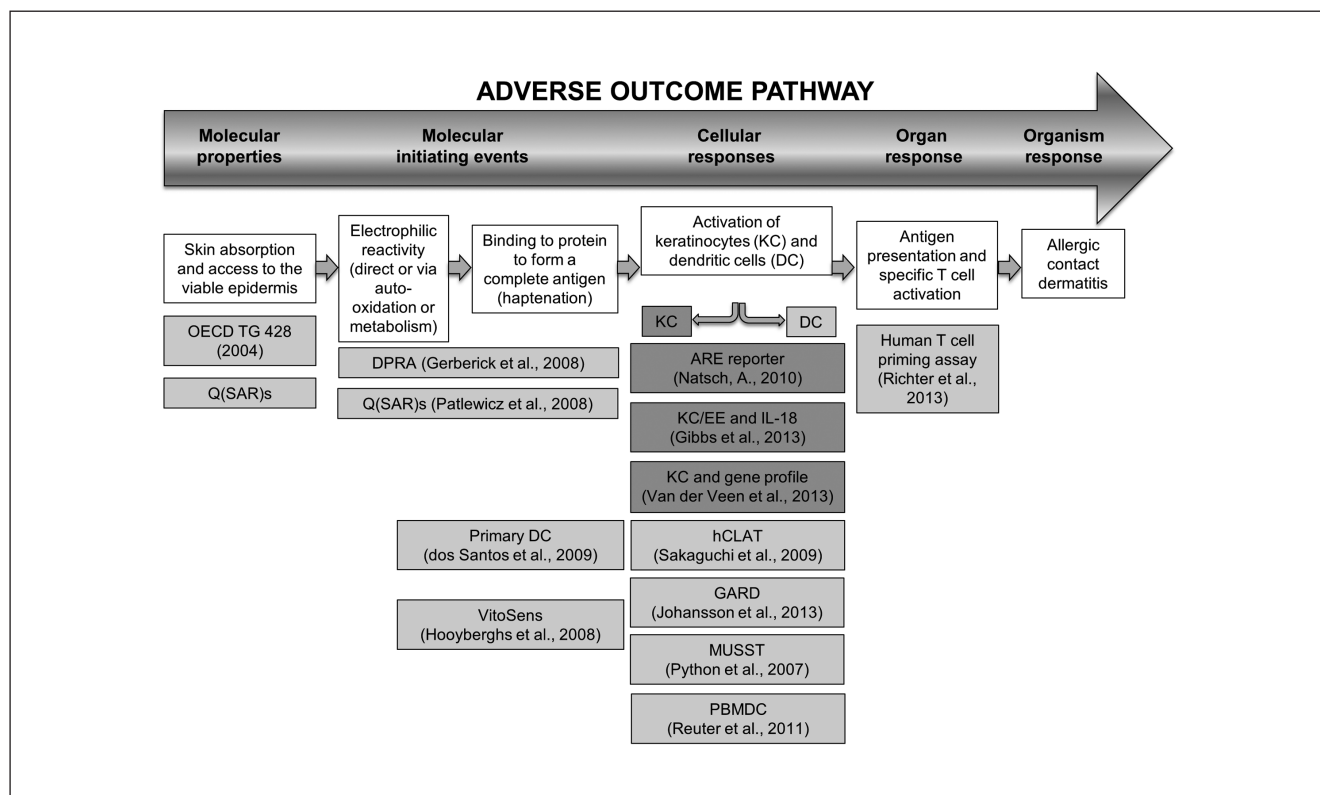 ADVERSE OUTCOME PATHWAY
Molecular
properties
Molecular
initiating events
Cellular
responses
Organ
response
Organism
response
Skin absorption
and access to the
viable epidermis
Electrophilic
reactivity
(direct or via
auto-
oxidation or
metabolism)
Binding to protein
to form a
complete antigen
(haptenation)
Activation of
keratinocytes (KC) and
dendritic cells (DC)
Antigen
presentation and
specific T cell
activation
Allergic
contact
dermatitis
OECD TG 428
(2004)
Q(SAR)s
DPRA (Gerberick et al., 2008)
Q(SAR)s (Patlewicz et al., 2008)
KC
DC
ARE reporter
(Natsch, A., 2010)
KC/EE and IL-18
(Gibbs et al., 2013)
KC and gene profile
(Van der Veen et al., 2013)
Primary DC
(dos Santos et al., 2009)
VitoSens
(Hooyberghs et al., 2008)
hCLAT
(Sakaguchi et al., 2009)
GARD
(Johansson et al., 2013)
MUSST
(Python et al., 2007)
PBMDC
(Reuter et al., 2011)
Human T cell
priming assay
(Richter et al.,
2013)